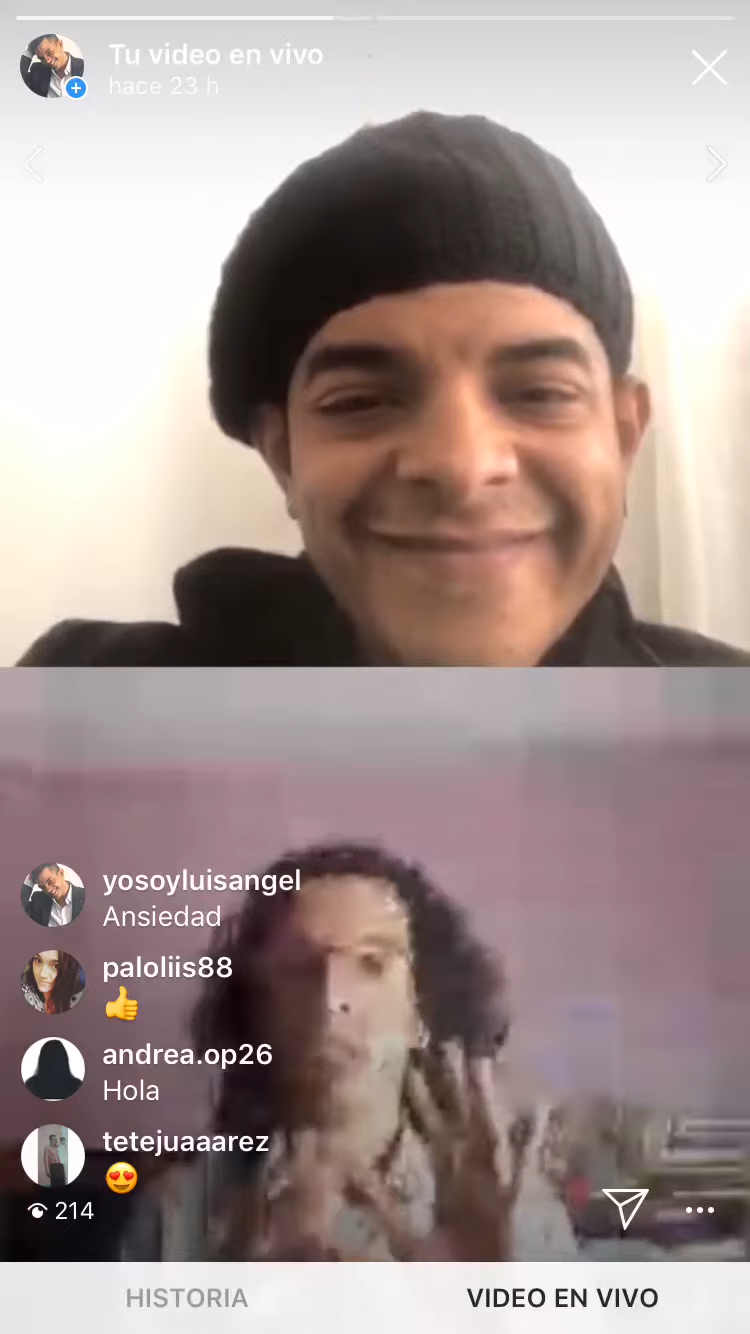 Tu video en vivo
hace 23 h
yosoyluisangel
Ansiedad
paloliis88
👍
andrea.op26
Hola
tetejuaaarez
😍
214
HISTORIA
VIDEO EN VIVO